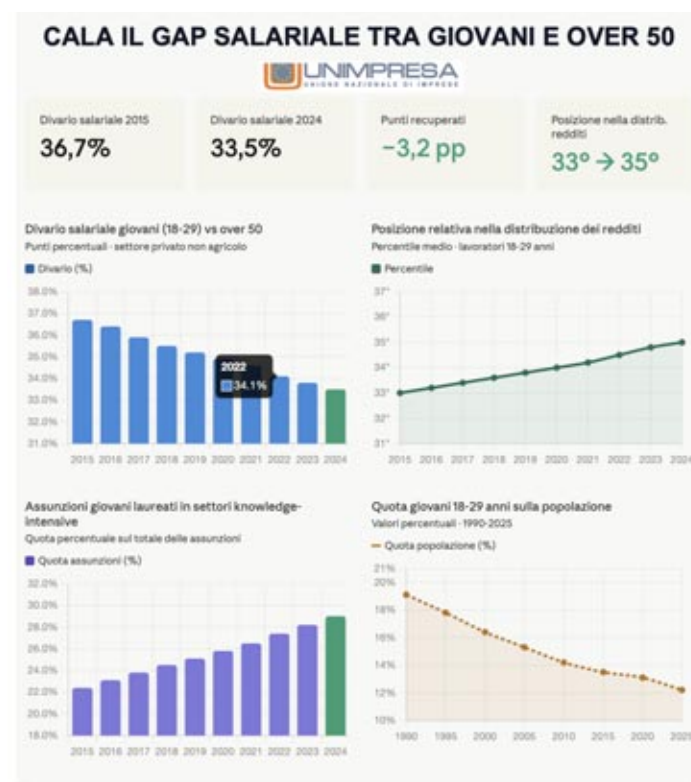 CALA IL GAP SALARIALE TRA GIOVANI E OVER 50
UNIMPRESA
UNIONE NAZIONALE DI IMPRESE
Divario salariale 2015
36,7%
Divario salariale 2024
33,5%
Punti recuperati
−3,2 pp
Posizione nella distrib.
redditi
33° → 35°
Divario salariale giovani (18-29) vs over 50
Punti percentuali · settore privato non agricolo
Divario (%)
38.0%
37.0%
36.0%
35.0%
34.0%
33.0%
32.0%
31.0%
2022
34.1%
2015 2016 2017 2018 2019 2020 2021 2022 2023 2024
Posizione relativa nella distribuzione dei redditi
Percentile medio · lavoratori 18-29 anni
Percentile
37°
36°
35°
34°
33°
32°
31°
2015 2016 2017 2018 2019 2020 2021 2022 2023 2024
Assunzioni giovani laureati in settori knowledge-
intensive
Quota percentuale sul totale delle assunzioni
Quota assunzioni (%)
32.0%
30.0%
28.0%
26.0%
24.0%
22.0%
20.0%
18.0%
2015 2016 2017 2018 2019 2020 2021 2022 2023 2024
Quota giovani 18-29 anni sulla popolazione
Valori percentuali · 1990-2025
Quota popolazione (%)
21%
20%
18%
16%
14%
12%
10%
1990 1995 2000 2005 2010 2015 2020 2025